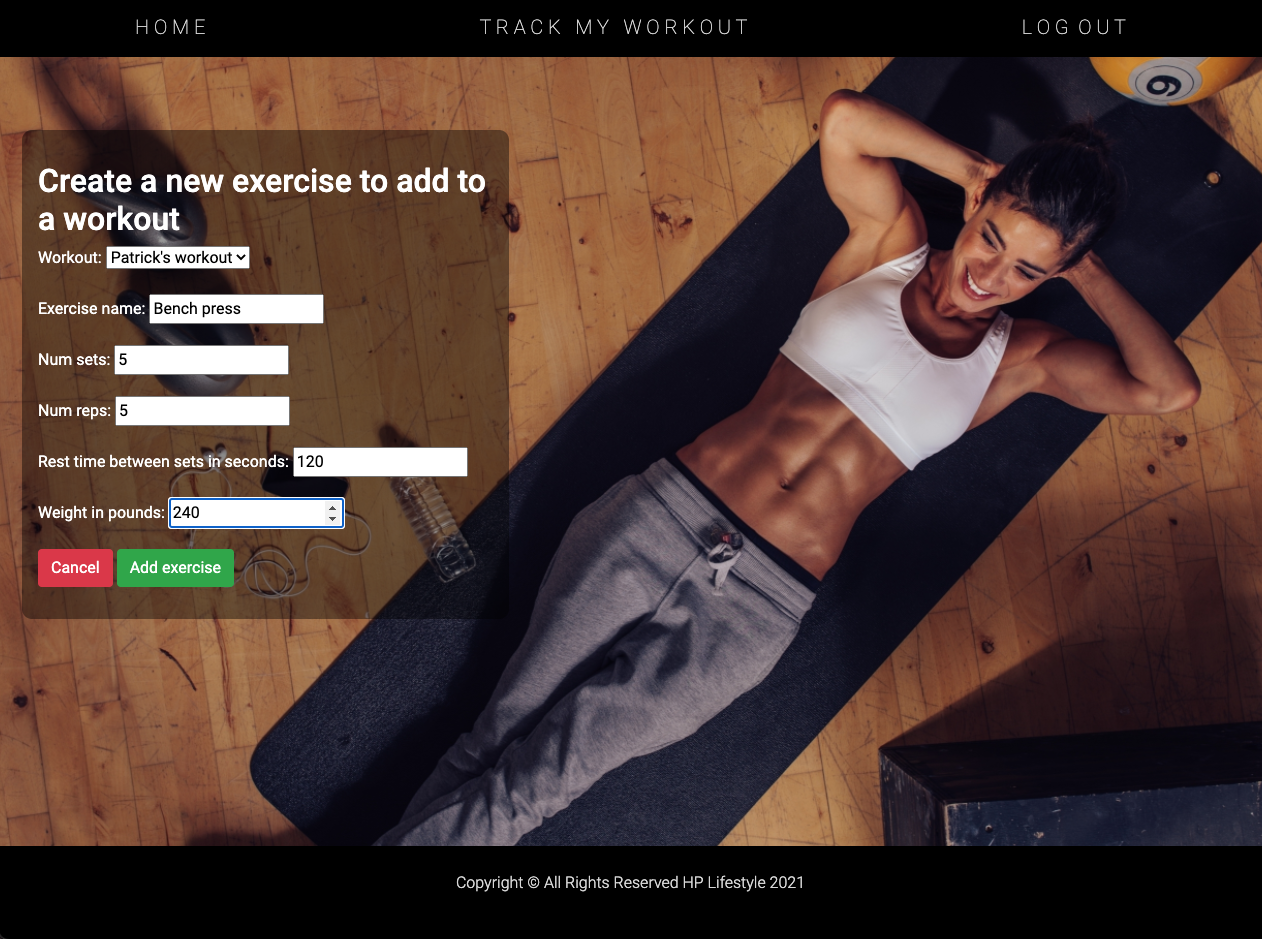 HOME TRACK MY WORKOUT LOG OUT
6
Create a new exercise to add to
a workout
Workout: Patrick's workout
Exercise name: Bench press
Num sets: 5
Num reps: 5
Rest time between sets in seconds: 120
Weight in pounds: 240
Cancel Add exercise
Copyright © All Rights Reserved HP Lifestyle 2021